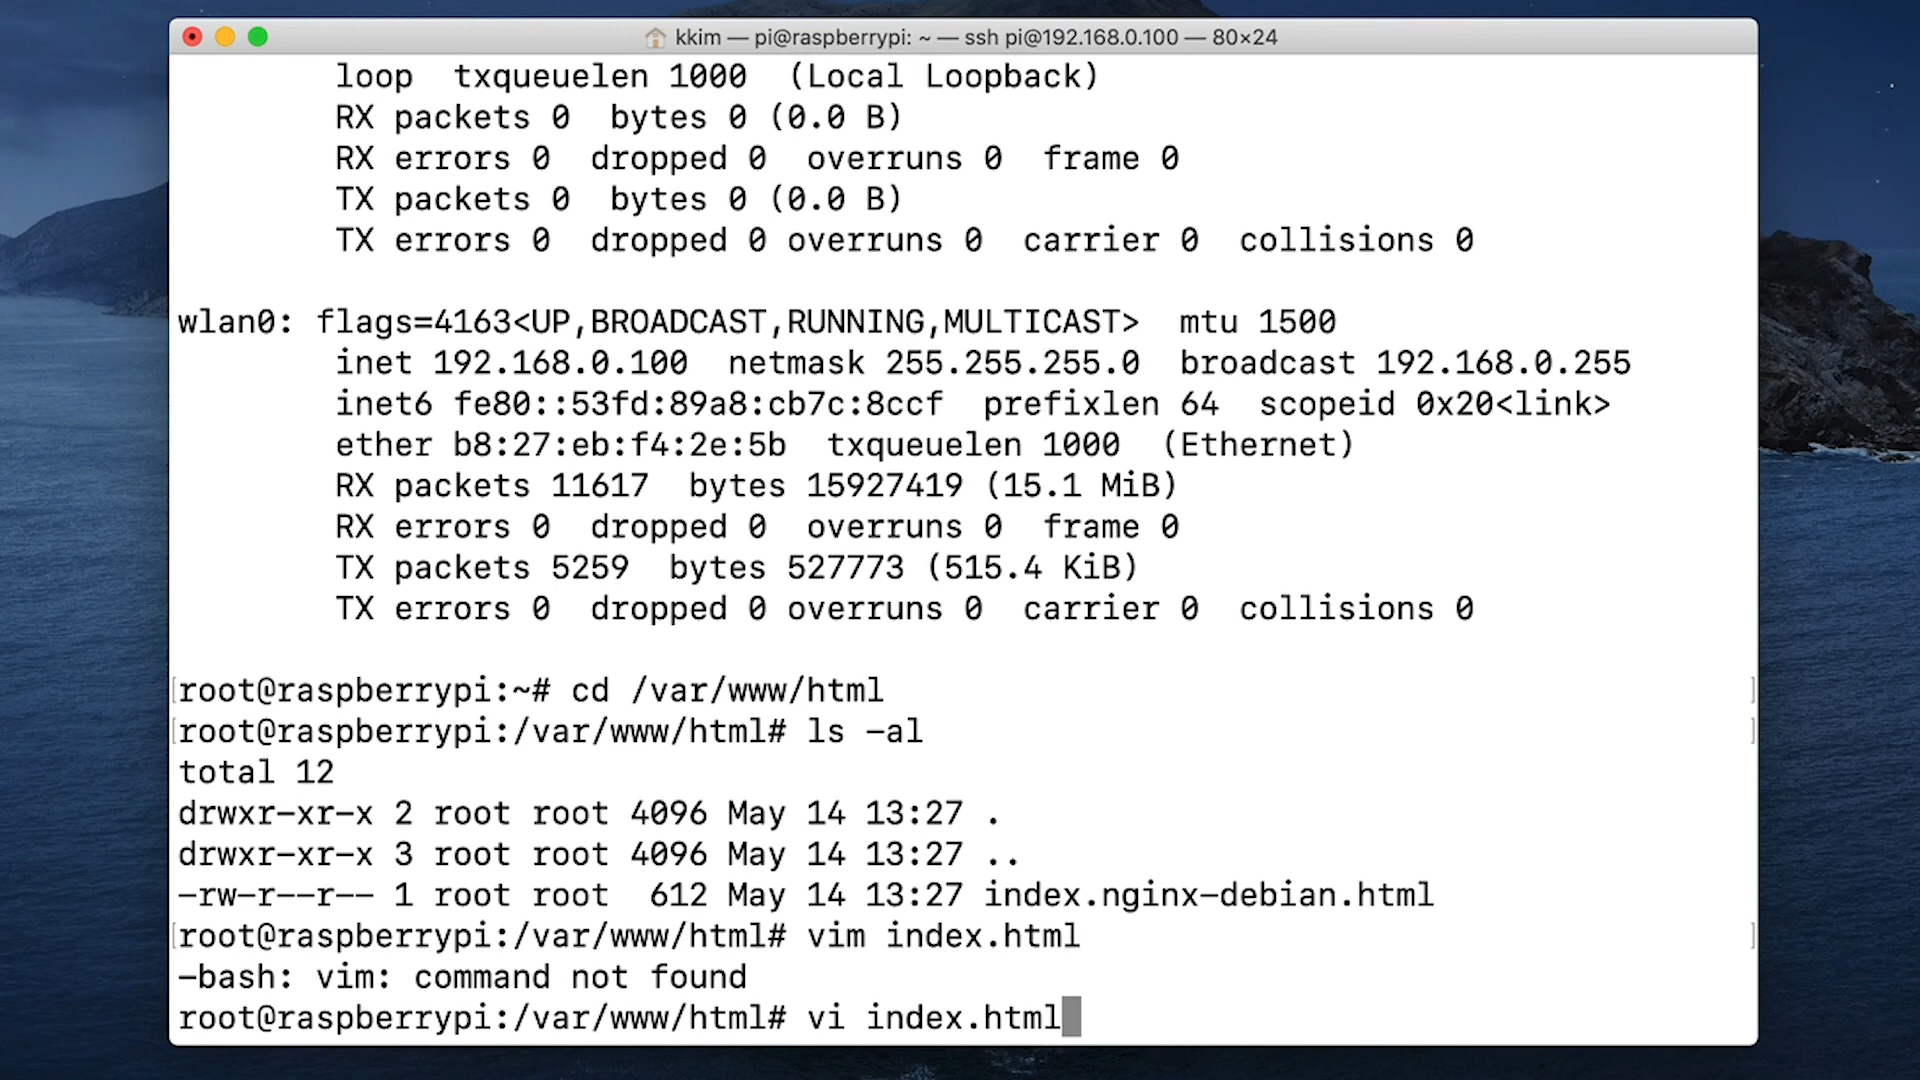 kkim — pi@raspberrypi: ~ — ssh pi@192.168.0.100 — 80×24
loop  txqueuelen 1000  (Local Loopback)
RX packets 0  bytes 0 (0.0 B)
RX errors 0  dropped 0  overruns 0  frame 0
TX packets 0  bytes 0 (0.0 B)
TX errors 0  dropped 0 overruns 0  carrier 0  collisions 0
wlan0: flags=4163<UP,BROADCAST,RUNNING,MULTICAST>  mtu 1500
inet 192.168.0.100  netmask 255.255.255.0  broadcast 192.168.0.255
inet6 fe80::53fd:89a8:cb7c:8ccf  prefixlen 64  scopeid 0x20<link>
ether b8:27:eb:f4:2e:5b  txqueuelen 1000  (Ethernet)
RX packets 11617  bytes 15927419 (15.1 MiB)
RX errors 0  dropped 0  overruns 0  frame 0
TX packets 5259  bytes 527773 (515.4 KiB)
TX errors 0  dropped 0 overruns 0  carrier 0  collisions 0
[root@raspberrypi:~# cd /var/www/html ]
[root@raspberrypi:/var/www/html# ls -al ]
total 12
drwxr-xr-x 2 root root 4096 May 14 13:27 .
drwxr-xr-x 3 root root 4096 May 14 13:27 ..
-rw-r--r-- 1 root root  612 May 14 13:27 index.nginx-debian.html
[root@raspberrypi:/var/www/html# vim index.html ]
-bash: vim: command not found
root@raspberrypi:/var/www/html# vi index.html